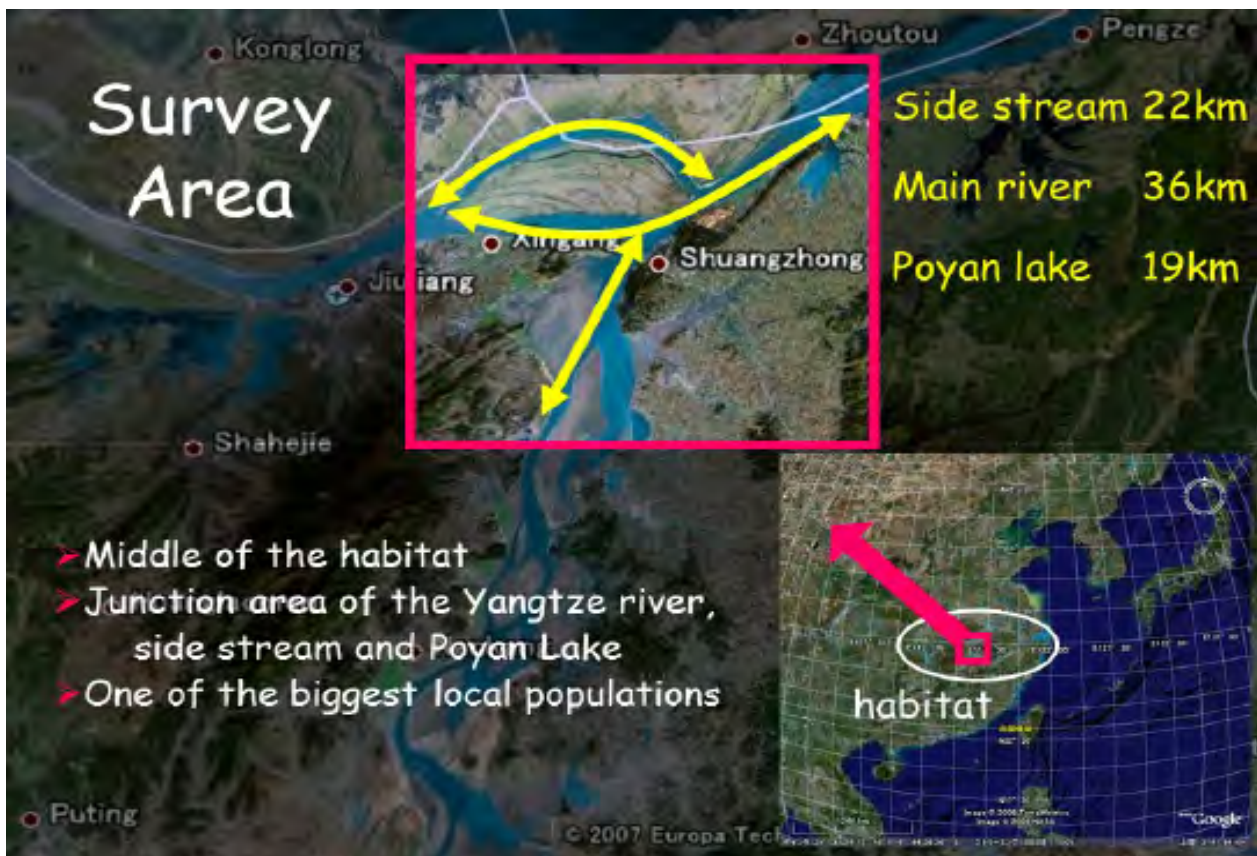 Konglong
Zhoutou
Pengze
Survey
Area
Side stream 22km
Main river 36km
Poyan lake 19km
Xingang
Shuangzhong
Jiujiang
Shahejie
➢Middle of the habitat
➢Junction area of the Yangtze river,
side stream and Poyan Lake
➢One of the biggest local populations
habitat
Puting
© 2007 Europa Tech
Google